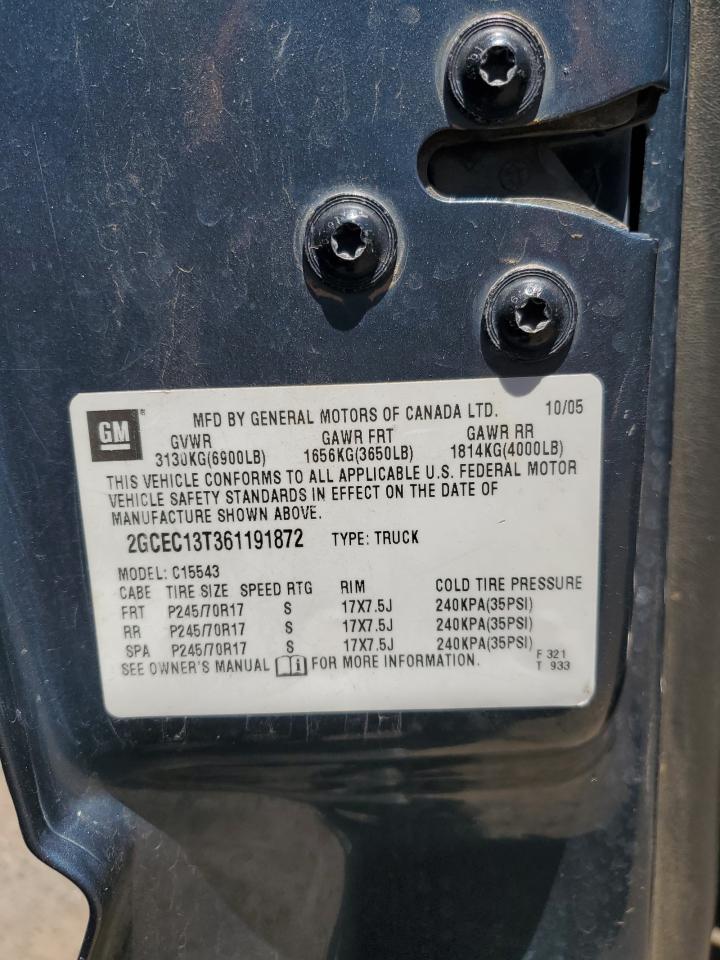 GM ®
MFD BY GENERAL MOTORS OF CANADA LTD. 10/05
GVWR GAWR FRT GAWR RR
3130KG(6900LB) 1656KG(3650LB) 1814KG(4000LB)
THIS VEHICLE CONFORMS TO ALL APPLICABLE U.S. FEDERAL MOTOR
VEHICLE SAFETY STANDARDS IN EFFECT ON THE DATE OF
MANUFACTURE SHOWN ABOVE.
2GCEC13T361191872 TYPE: TRUCK
MODEL: C15543
CABE TIRE SIZE SPEED RTG RIM COLD TIRE PRESSURE
FRT P245/70R17 S 17X7.5J 240KPA(35PSI)
RR P245/70R17 S 17X7.5J 240KPA(35PSI)
SPA P245/70R17 S 17X7.5J 240KPA(35PSI)
SEE OWNER'S MANUAL i FOR MORE INFORMATION.
F 321
T 933